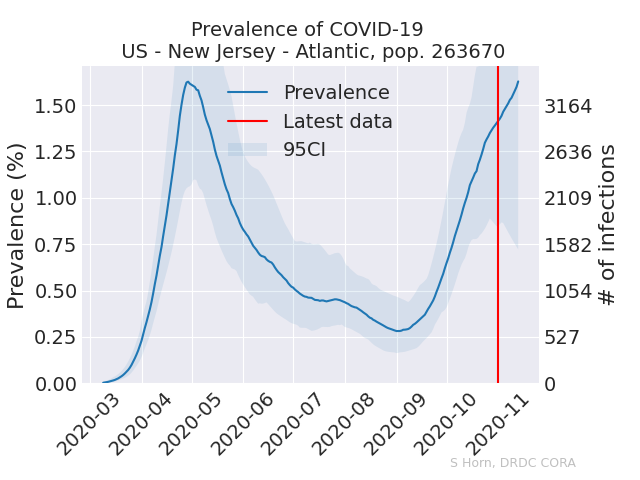 Prevalence of COVID-19
US - New Jersey - Atlantic, pop. 263670
Prevalence
Latest data
95CI
Prevalence (%)
1.50
1.25
1.00
0.75
0.50
0.25
0.00
3164
2636
2109
1582
1054
527
0
# of infections
2020-03
2020-04
2020-05
2020-06
2020-07
2020-08
2020-09
2020-10
2020-11
S Horn, DRDC CORA